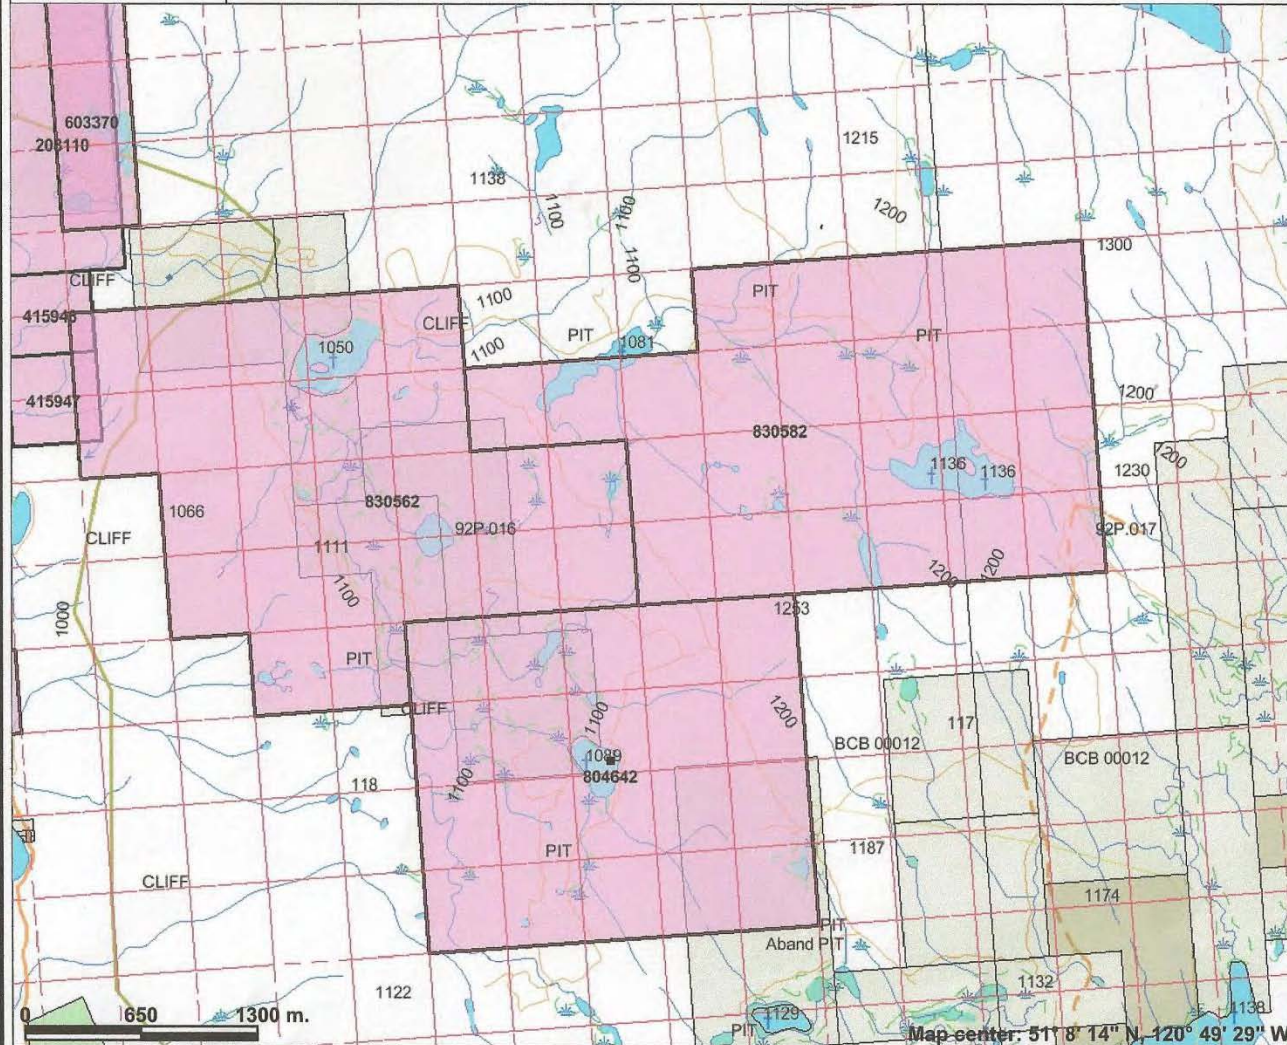 603370
208110
1215
1138
1100
1100
1200
1100
1300
CLIFF
PIT
1100
415948
CLIFF
PIT
PIT
1050
1081
1100
1200
415947
830582
1200
1136
1136
1230
830562
1066
92P.016
92P.017
CLIFF
1111
1200
1200
1100
1000
1253
PIT
CLIFF
1100
1200
117
BCB 00012
1089
BCB 00012
804642
118
1100
PIT
1187
CLIFF
1174
PIT
Aband PIT
1122
1132
0 650 1300 m.
1129
1138
PIT
Map center: 51° 8' 14" N, 120° 49' 29" W